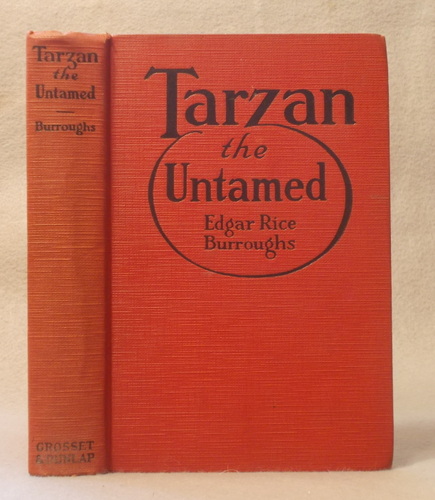 Tarzan
the
Untamed
Burroughs
GROSSET
& DUNLAP
Tarzan
the
Untamed
Edgar Rice
Burroughs